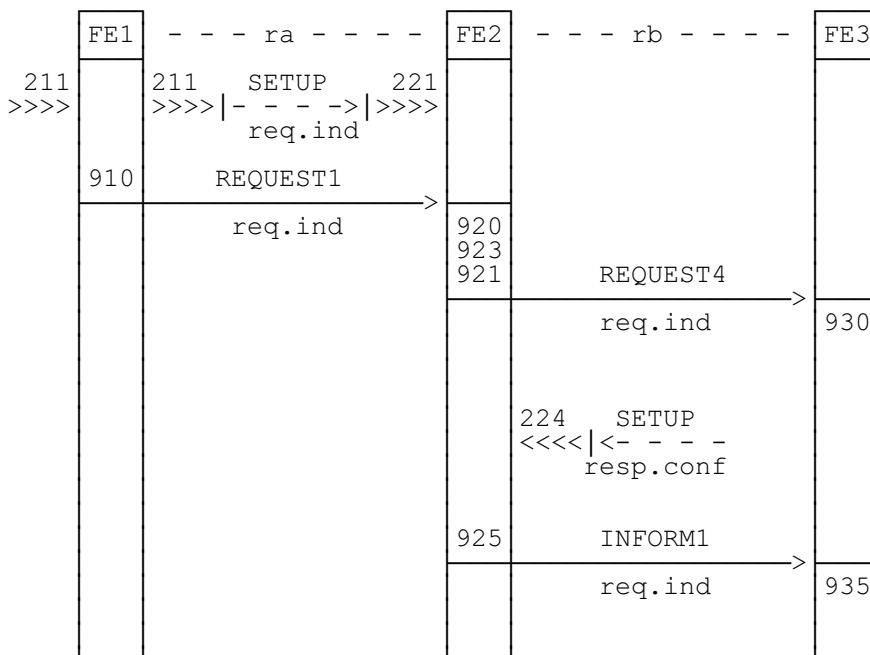 FE1 - - - ra - - - - FE2 - - - rb - - - - FE3
211 211 SETUP 221
>>>> >>>>|- - - ->|>>>>
req.ind
910 REQUEST1
req.ind 920
923
921 REQUEST4
req.ind 930
224 SETUP
<<<<|<- - - -
resp.conf
925 INFORM1
req.ind 935